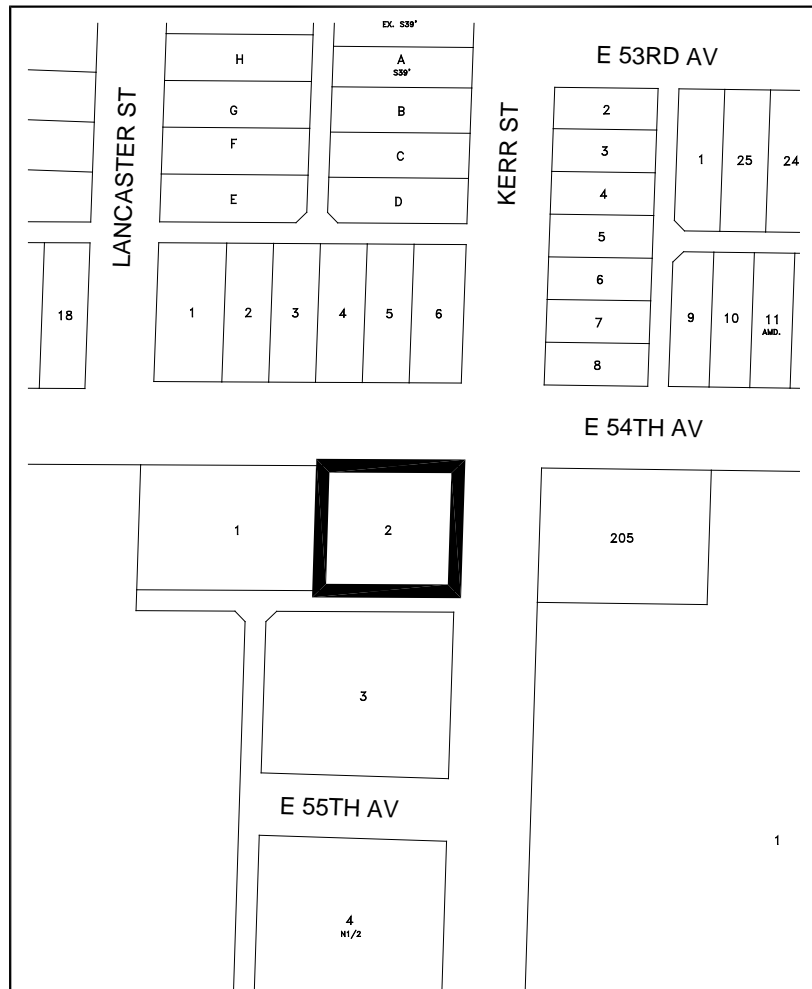 EX. S39'
E 53RD AV
H
A
S39'
LANCASTER ST
KERR ST
G
B
2
F
C
3
1
25
24
E
D
4
5
18
1
2
3
4
5
6
6
7
9
10
11
AMD.
8
E 54TH AV
1
2
205
3
E 55TH AV
1
4
N1/2